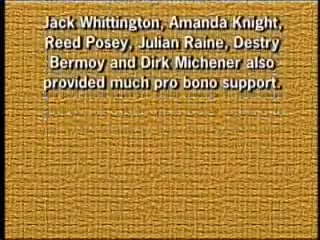 Jack Whittington, Amanda Knight,
Reed Posey, Julian Raine, Destry
Bermoy and Dirk Michener also
provided much pro bono support.